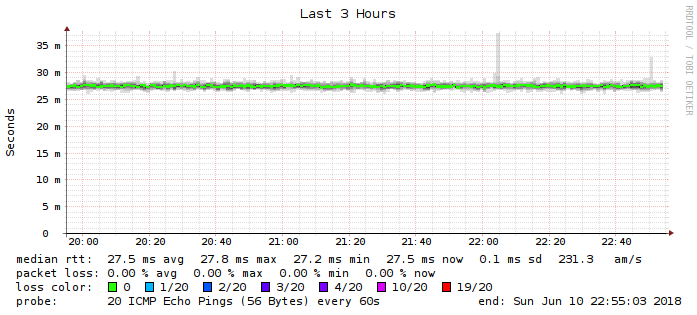 Last 3 Hours
RRDTOOL / TOBI OETIKER
Seconds
35 m
30 m
25 m
20 m
15 m
10 m
5 m
0
20:00 20:20 20:40 21:00 21:20 21:40 22:00 22:20 22:40
median rtt: 27.5 ms avg 27.8 ms max 27.2 ms min 27.5 ms now 0.1 ms sd 231.3 am/s
packet loss: 0.00 % avg 0.00 % max 0.00 % min 0.00 % now
loss color: 0 1/20 2/20 3/20 4/20 10/20 19/20
probe: 20 ICMP Echo Pings (56 Bytes) every 60s end: Sun Jun 10 22:55:03 2018